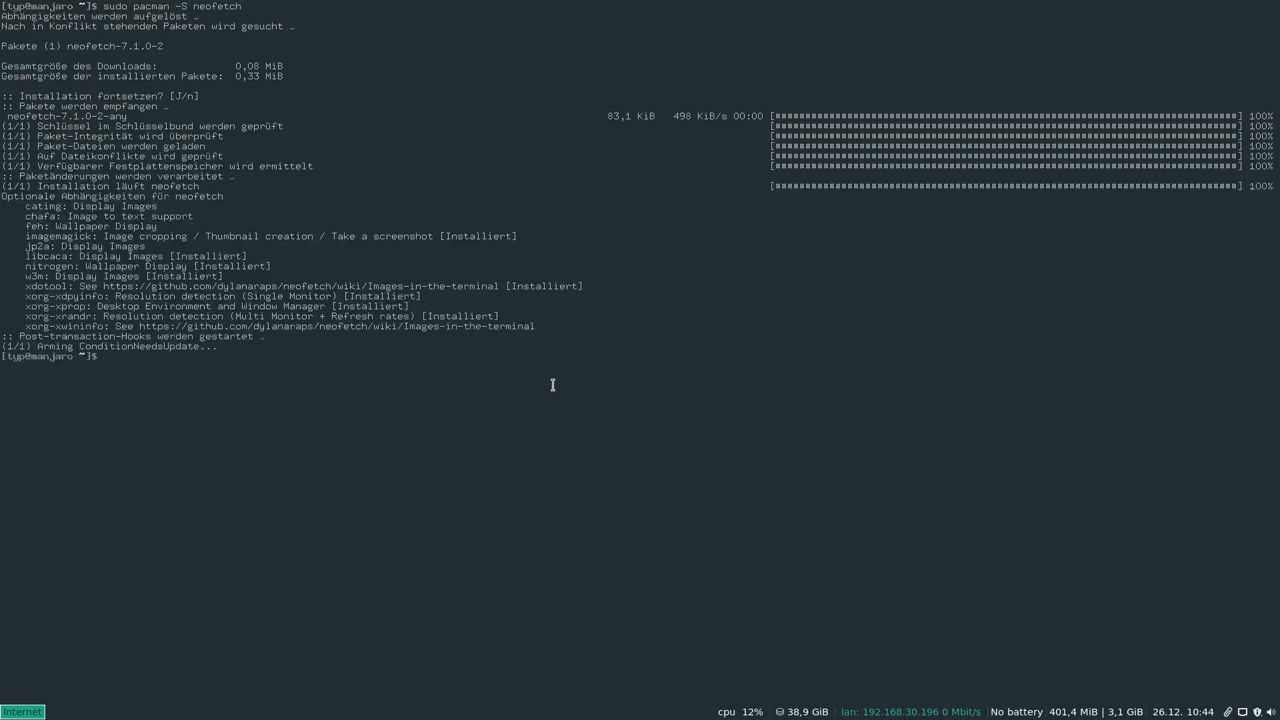 [typ@manjaro ~]$ sudo pacman -S neofetch
Abhängigkeiten werden aufgelöst …
Nach in Konflikt stehenden Paketen wird gesucht …
Pakete (1) neofetch-7.1.0-2
Gesamtgröße des Downloads: 0,08 MiB
Gesamtgröße der installierten Pakete: 0,33 MiB
:: Installation fortsetzen? [J/n]
:: Pakete werden empfangen …
neofetch-7.1.0-2-any 83,1 KiB 498 KiB/s 00:00 100%
(1/1) Schlüssel im Schlüsselbund werden geprüft 100%
(1/1) Paket-Integrität wird überprüft 100%
(1/1) Paket-Dateien werden geladen 100%
(1/1) Auf Dateikonflikte wird geprüft 100%
(1/1) Verfügbarer Festplattenspeicher wird ermittelt 100%
:: Paketänderungen werden verarbeitet …
(1/1) Installation läuft neofetch 100%
Optionale Abhängigkeiten für neofetch
catimg: Display Images
chafa: Image to text support
feh: Wallpaper Display
imagemagick: Image cropping / Thumbnail creation / Take a screenshot [Installiert]
jp2a: Display Images
libcaca: Display Images [Installiert]
nitrogen: Wallpaper Display [Installiert]
w3m: Display Images [Installiert]
xdotool: See https://github.com/dylanaraps/neofetch/wiki/Images-in-the-terminal [Installiert]
xorg-xdpyinfo: Resolution detection (Single Monitor) [Installiert]
xorg-xprop: Desktop Environment and Window Manager [Installiert]
xorg-xrandr: Resolution detection (Multi Monitor + Refresh rates) [Installiert]
xorg-xwininfo: See https://github.com/dylanaraps/neofetch/wiki/Images-in-the-terminal
:: Post-transaction-Hooks werden gestartet …
(1/1) Arming ConditionNeedsUpdate...
[typ@manjaro ~]$
Internet cpu 12% 38,9 GiB lan: 192.168.30.196 0 Mbit/s No battery 401,4 MiB | 3,1 GiB 26.12. 10:44